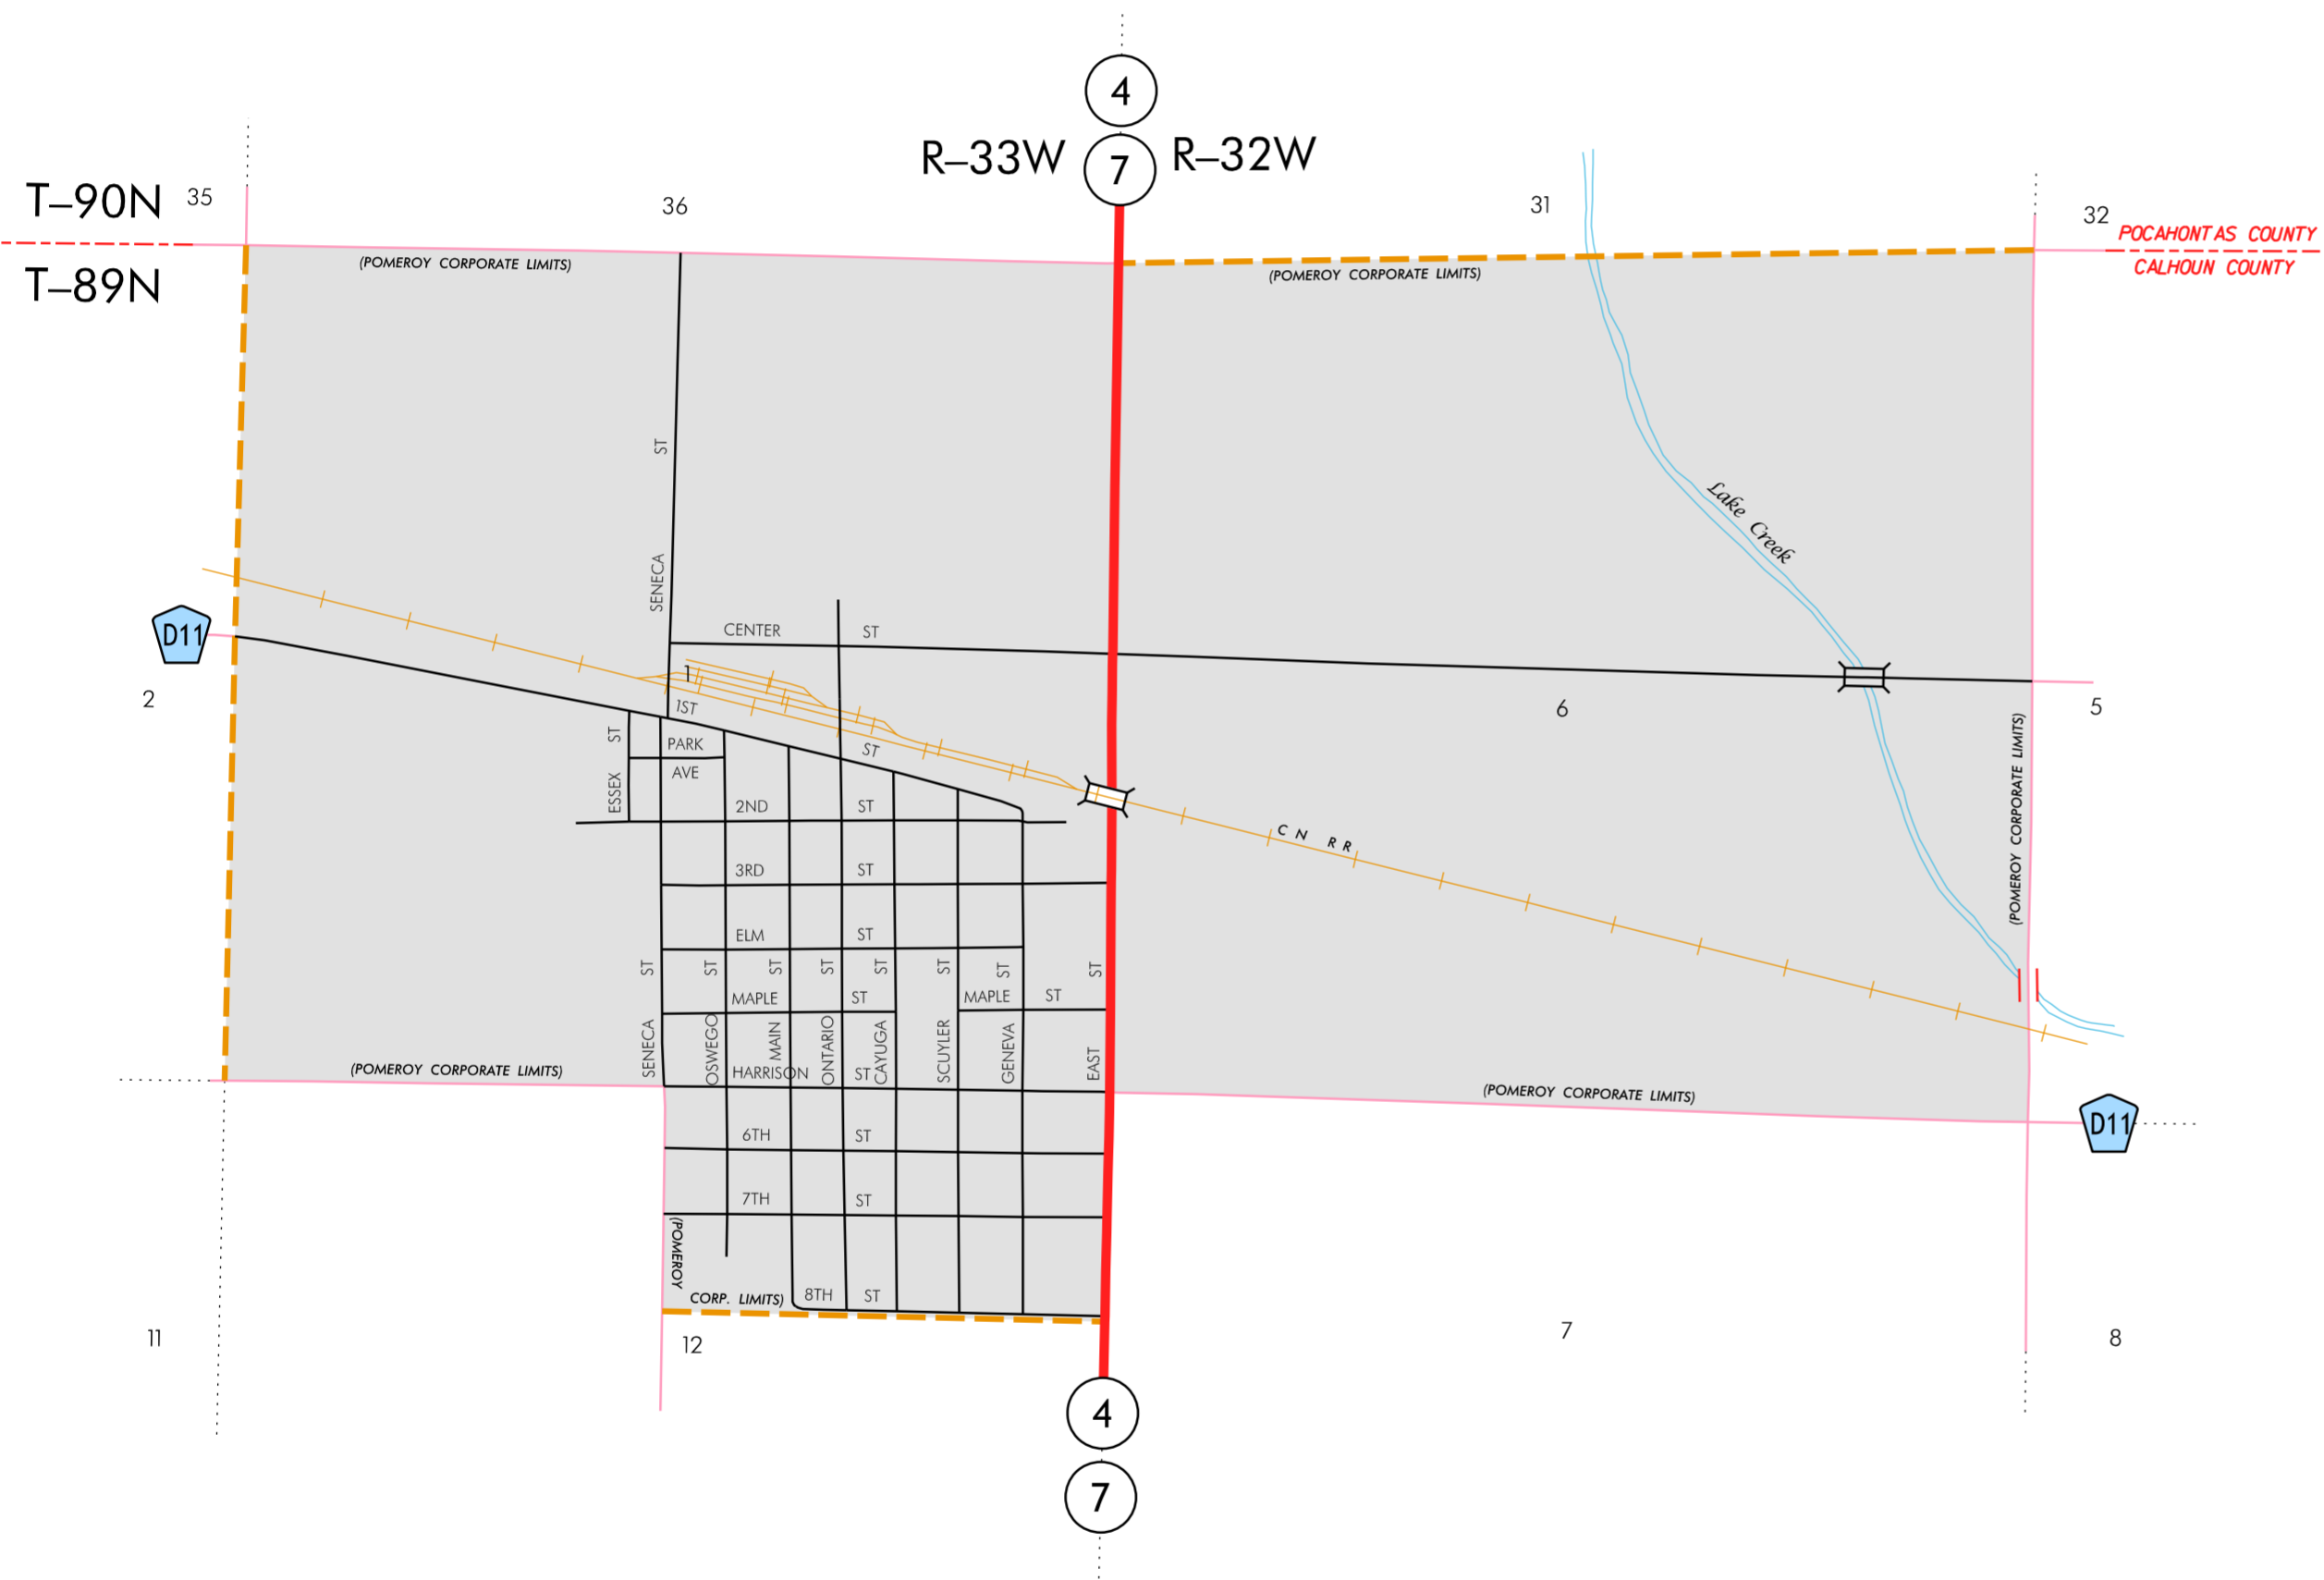 4
7
R–33W
R–32W
T–90N
35
36
31
32
POCAHONTAS COUNTY
CALHOUN COUNTY
T–89N
(POMEROY CORPORATE LIMITS)
(POMEROY CORPORATE LIMITS)
SENECA ST
Lake Creek
D11
CENTER ST
2
1
1ST ST
6
5
ESSEX ST
PARK
AVE
2ND ST
CN RR
(POMEROY CORPORATE LIMITS)
3RD ST
ELM ST
SENECA ST
OSWEGO ST
MAIN ST
ONTARIO ST
CAYUGA ST
SCUYLER ST
GENEVA ST
EAST ST
MAPLE ST
MAPLE ST
(POMEROY CORPORATE LIMITS)
HARRISON ST
(POMEROY CORPORATE LIMITS)
D11
6TH ST
7TH ST
(POMEROY
CORP. LIMITS)
8TH ST
11
12
7
8
4
7